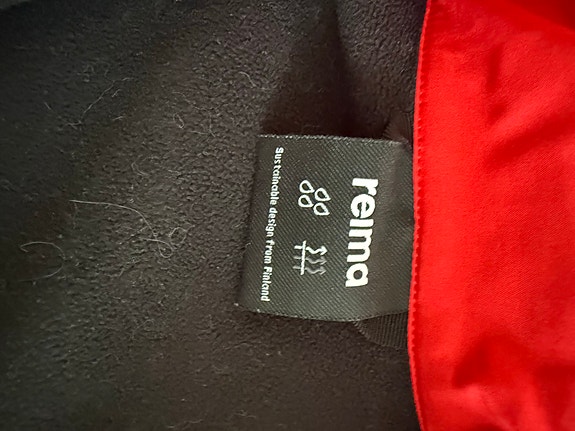 reima
Sustainable design from Finland